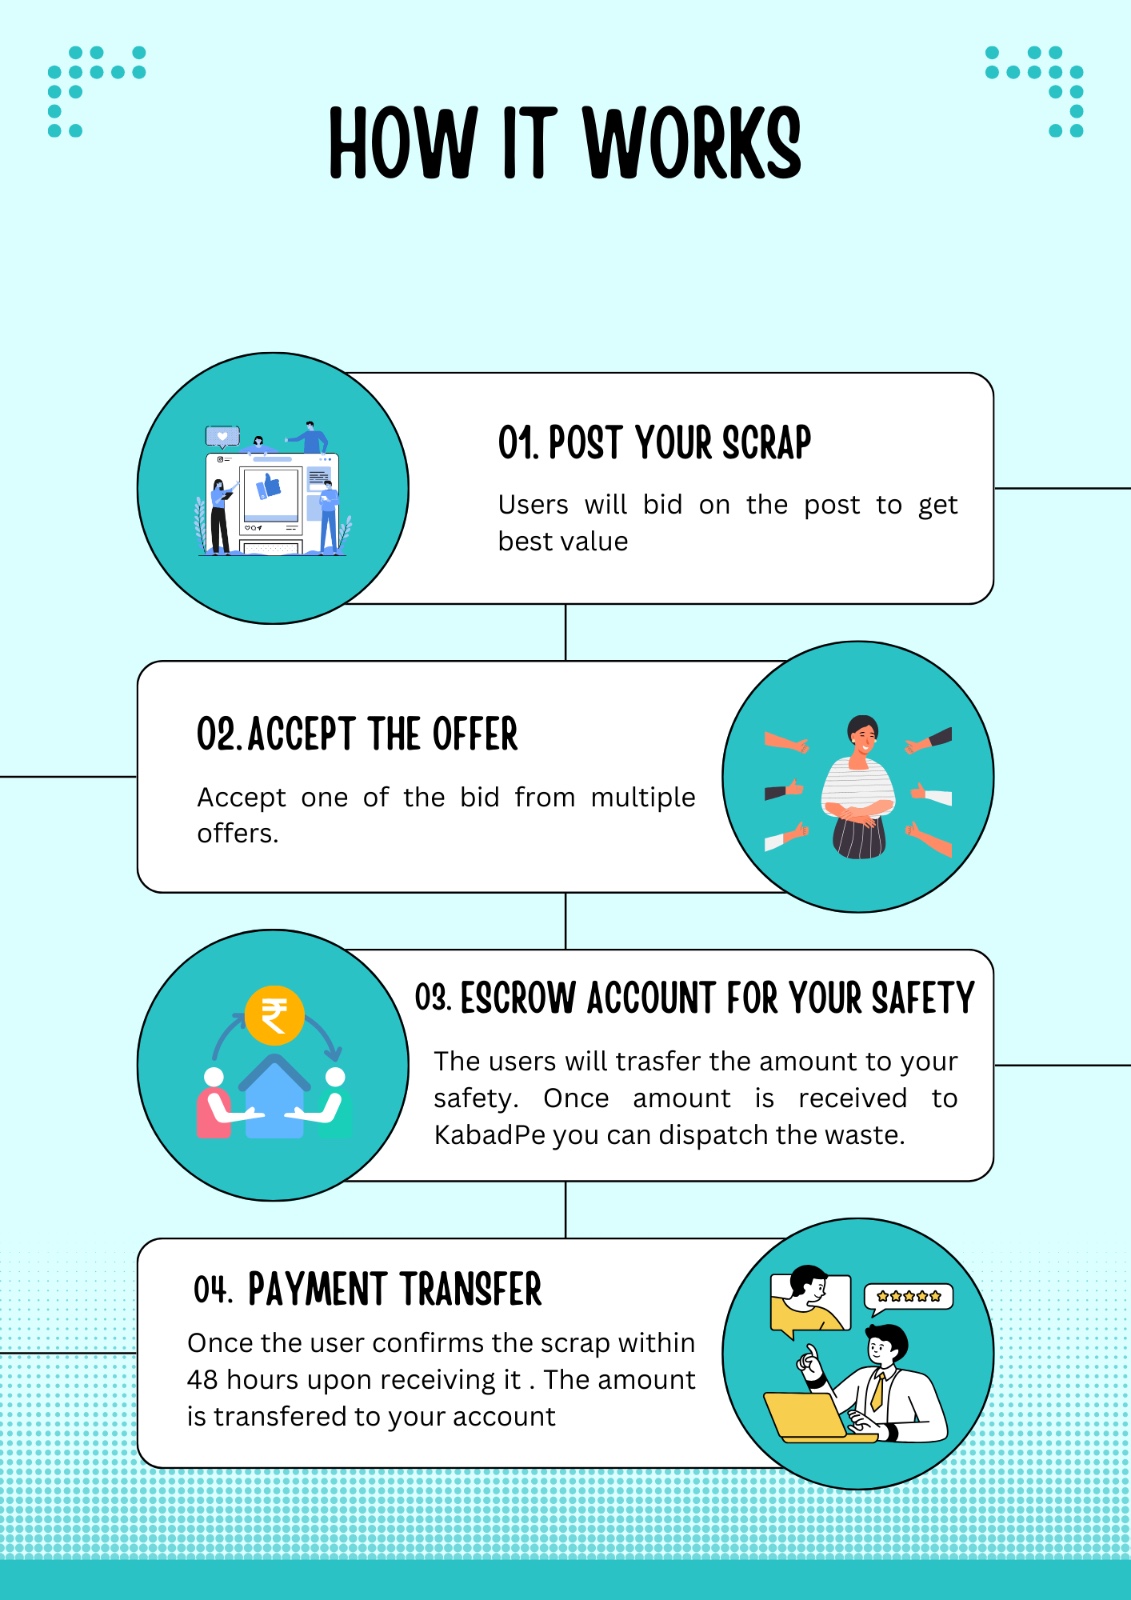 HOW IT WORKS
01. POST YOUR SCRAP
Users will bid on the post to get
best value
02. ACCEPT THE OFFER
Accept one of the bid from multiple
offers.
03. ESCROW ACCOUNT FOR YOUR SAFETY
The users will trasfer the amount to your
safety. Once amount is received to
KabadPe you can dispatch the waste.
04. PAYMENT TRANSFER
Once the user confirms the scrap within
48 hours upon receiving it . The amount
is transfered to your account